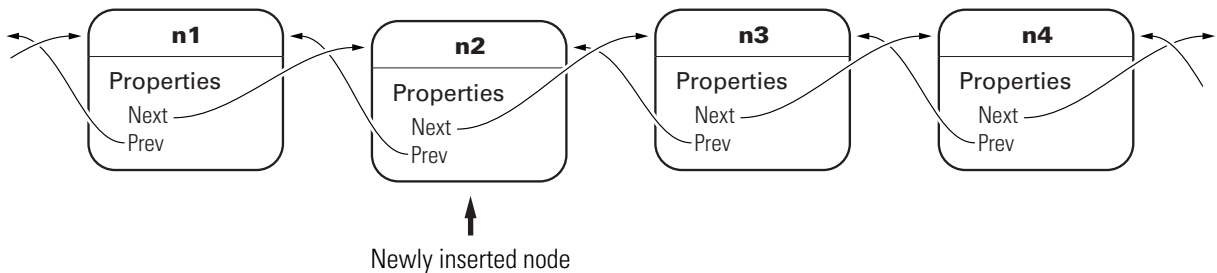 n1
Properties
Next
Prev
n2
Properties
Next
Prev
n3
Properties
Next
Prev
n4
Properties
Next
Prev
Newly inserted node